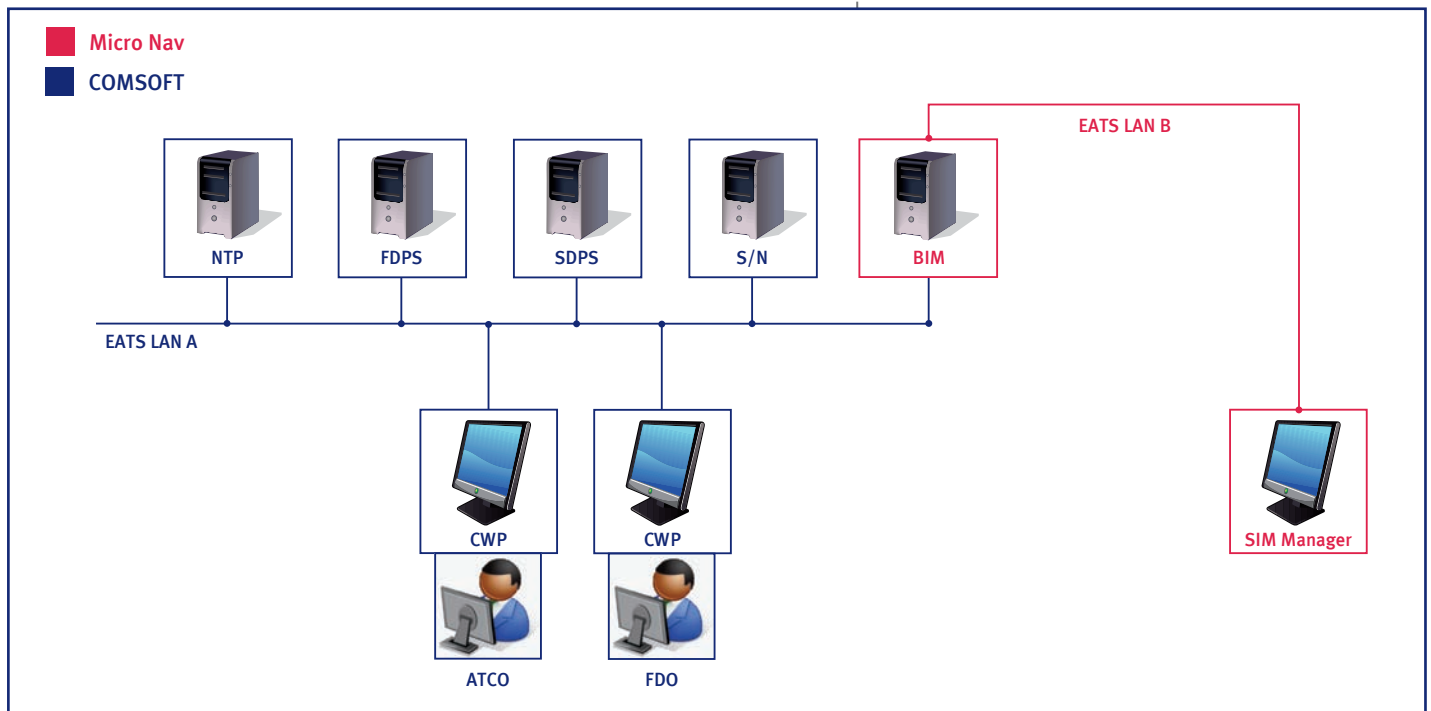 Micro Nav
COMSOFT
EATS LAN B
NTP
FDPS
SDPS
S/N
BIM
EATS LAN A
CWP
CWP
SIM Manager
ATCO
FDO